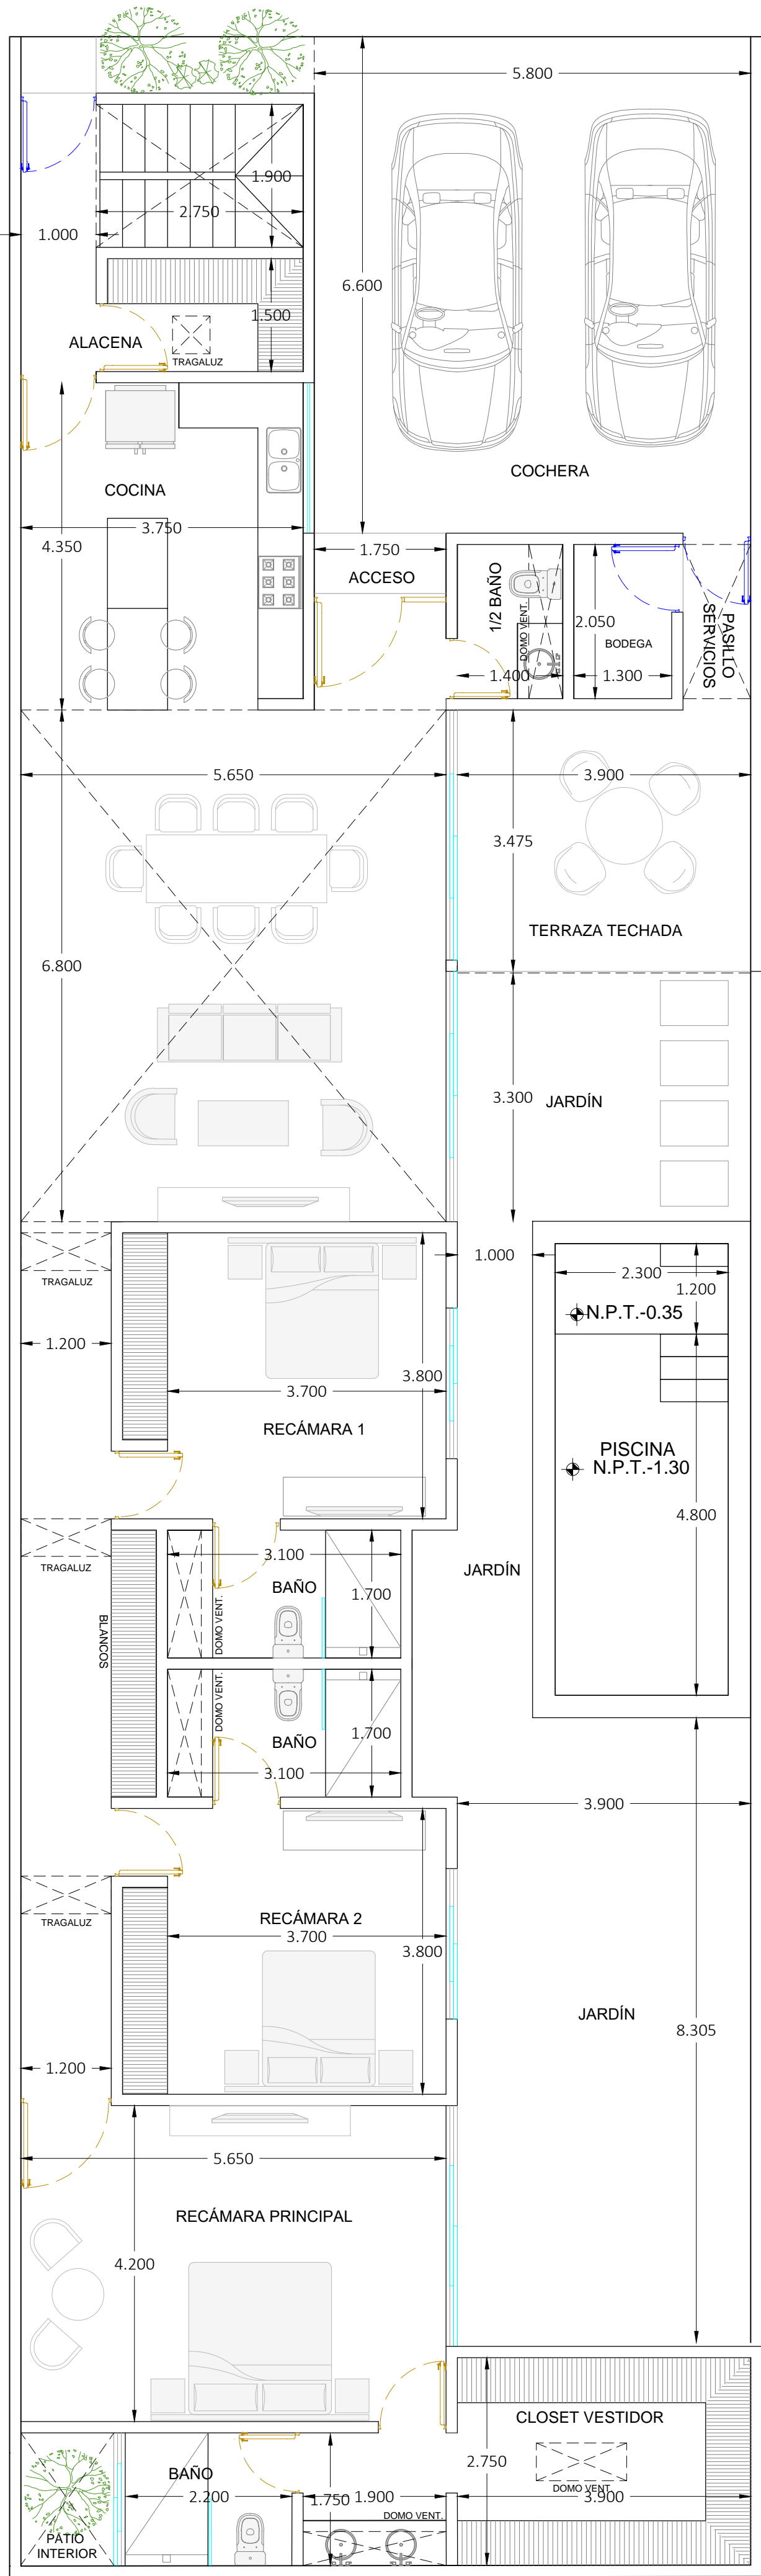 5.800
1.900
2.750
1.000
6.600
1.500
ALACENA
TRAGALUZ
COCHERA
COCINA
3.750
4.350
1.750
ACCESO
1/2 BAÑO
DOMO VENT.
2.050
BODEGA
PASILLO
SERVICIOS
1.400
1.300
5.650
3.900
3.475
TERRAZA TECHADA
6.800
3.300
JARDÍN
1.000
2.300
1.200
TRAGALUZ
N.P.T.-0.35
1.200
3.800
3.700
RECÁMARA 1
PISCINA
N.P.T.-1.30
4.800
3.100
TRAGALUZ
JARDÍN
BAÑO
1.700
DOMO VENT.
BLANCOS
DOMO VENT.
1.700
BAÑO
3.100
3.900
RECÁMARA 2
TRAGALUZ
3.700
3.800
JARDÍN
8.305
1.200
5.650
RECÁMARA PRINCIPAL
4.200
CLOSET VESTIDOR
2.750
BAÑO
DOMO VENT.
2.200
1.750
1.900
3.900
DOMO VENT.
PATIO
INTERIOR